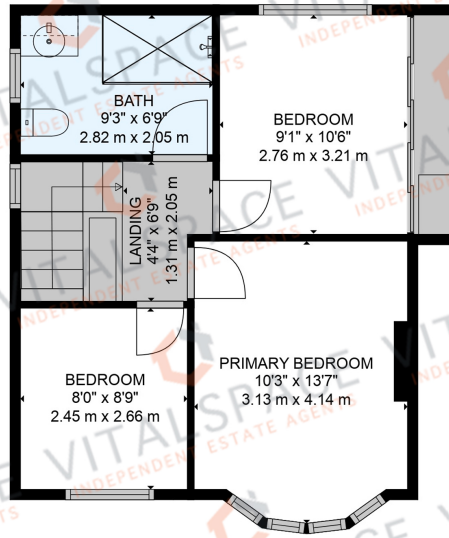 BATH
9'3" x 6'9"
2.82 m x 2.05 m
BEDROOM
9'1" x 10'6"
2.76 m x 3.21 m
LANDING
4'4" x 6'9"
1.31 m x 2.05 m
BEDROOM
8'0" x 8'9"
2.45 m x 2.66 m
PRIMARY BEDROOM
10'3" x 13'7"
3.13 m x 4.14 m
VITALSPACE
INDEPENDENT ESTATE AGENTS